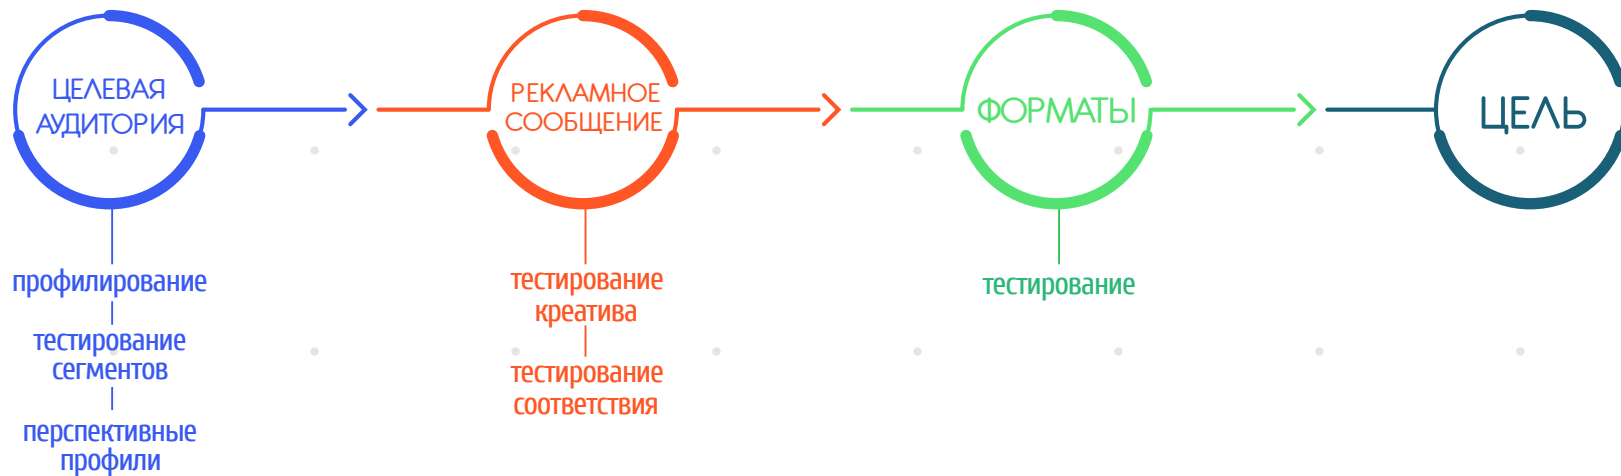 ЦЕЛЕВАЯ
АУДИТОРИЯ
РЕКЛАМНОЕ
СООБЩЕНИЕ
ФОРМАТЫ
ЦЕЛЬ
профилирование
тестирование
сегментов
перспективные
профили
тестирование
креатива
тестирование
соответствия
тестирование